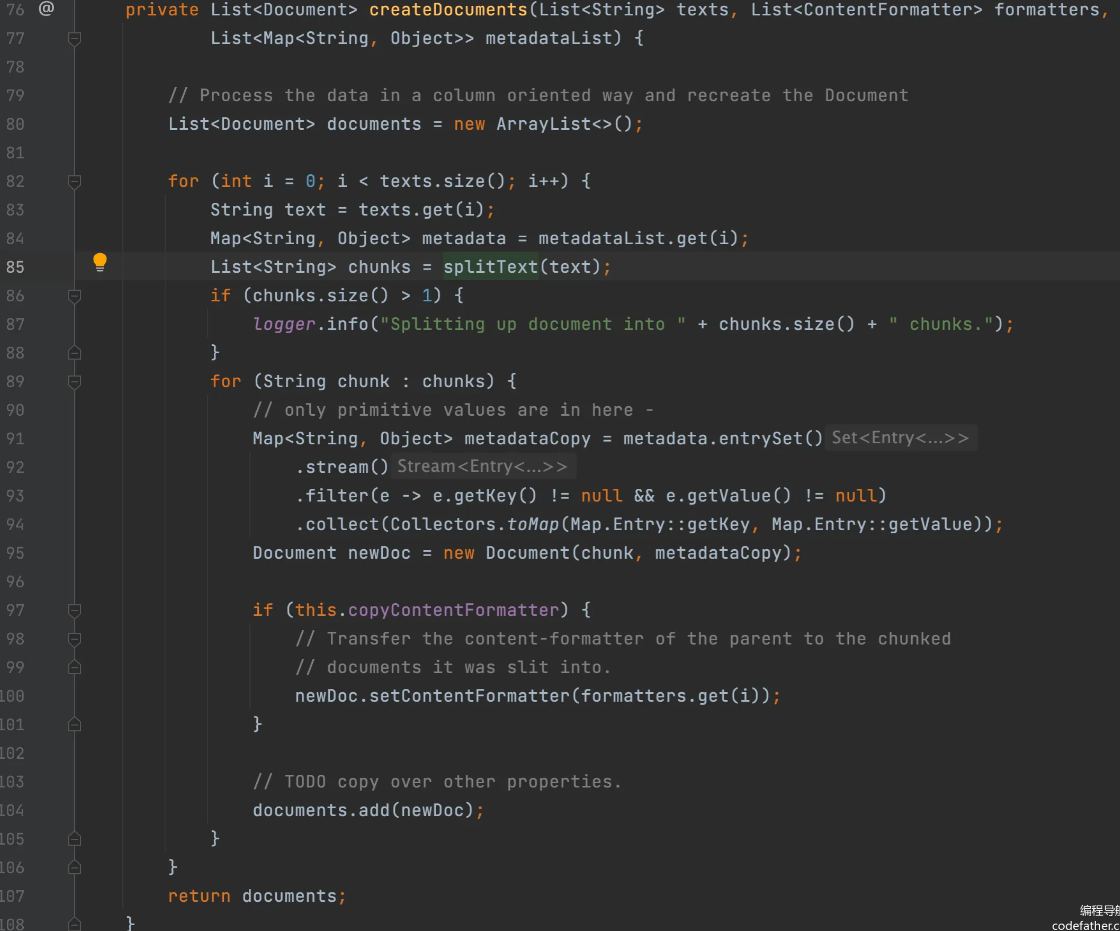 76 @ private List<Document> createDocuments(List<String> texts, List<ContentFormatter> formatters,
77 List<Map<String, Object>> metadataList) {
78
79 // Process the data in a column oriented way and recreate the Document
80 List<Document> documents = new ArrayList<>();
81
82 for (int i = 0; i < texts.size(); i++) {
83 String text = texts.get(i);
84 Map<String, Object> metadata = metadataList.get(i);
85 List<String> chunks = splitText(text);
86 if (chunks.size() > 1) {
87 logger.info("Splitting up document into " + chunks.size() + " chunks.");
88 }
89 for (String chunk : chunks) {
90 // only primitive values are in here -
91 Map<String, Object> metadataCopy = metadata.entrySet() Set<Entry<...>>
92 .stream() Stream<Entry<...>>
93 .filter(e -> e.getKey() != null && e.getValue() != null)
94 .collect(Collectors.toMap(Map.Entry::getKey, Map.Entry::getValue));
95 Document newDoc = new Document(chunk, metadataCopy);
96
97 if (this.copyContentFormatter) {
98 // Transfer the content-formatter of the parent to the chunked
99 // documents it was slit into.
100 newDoc.setContentFormatter(formatters.get(i));
101 }
102
103 // TODO copy over other properties.
104 documents.add(newDoc);
105 }
106 }
107 return documents;
108 }
编程导航
codefather.c